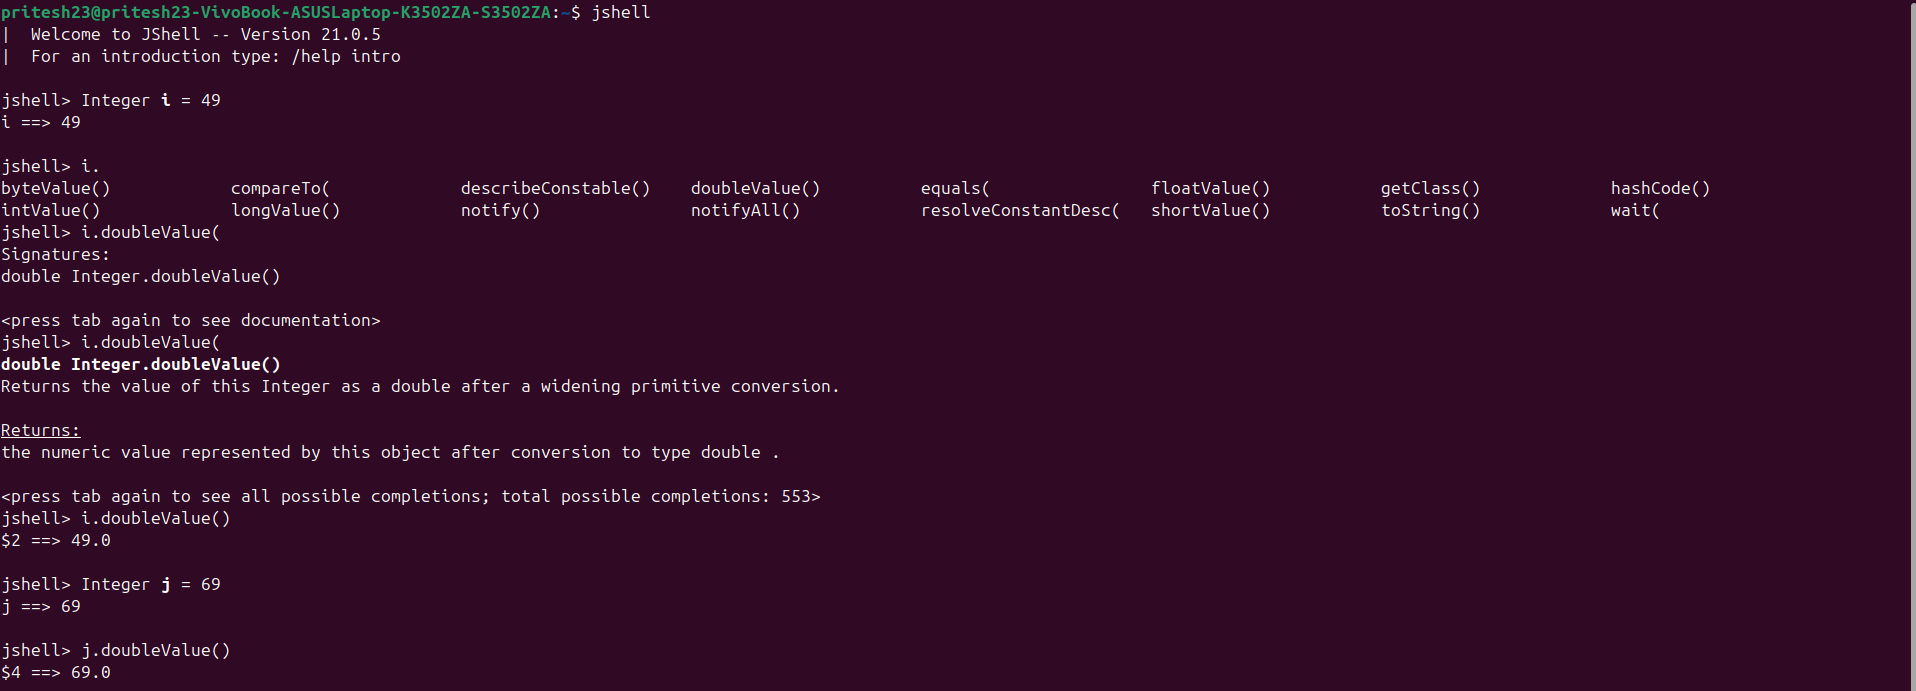 pritesh23@pritesh23-VivoBook-ASUSLaptop-K3502ZA-S3502ZA:~$ jshell
|  Welcome to JShell -- Version 21.0.5
|  For an introduction type: /help intro
jshell> Integer i = 49
i ==> 49
jshell> i.
byteValue()            compareTo(             describeConstable()    doubleValue()          equals(                floatValue()           getClass()             hashCode()
intValue()             longValue()            notify()               notifyAll()            resolveConstantDesc(   shortValue()           toString()             wait(
jshell> i.doubleValue(
Signatures:
double Integer.doubleValue()
<press tab again to see documentation>
jshell> i.doubleValue(
double Integer.doubleValue()
Returns the value of this Integer as a double after a widening primitive conversion.
Returns:
the numeric value represented by this object after conversion to type double .
<press tab again to see all possible completions; total possible completions: 553>
jshell> i.doubleValue()
$2 ==> 49.0
jshell> Integer j = 69
j ==> 69
jshell> j.doubleValue()
$4 ==> 69.0